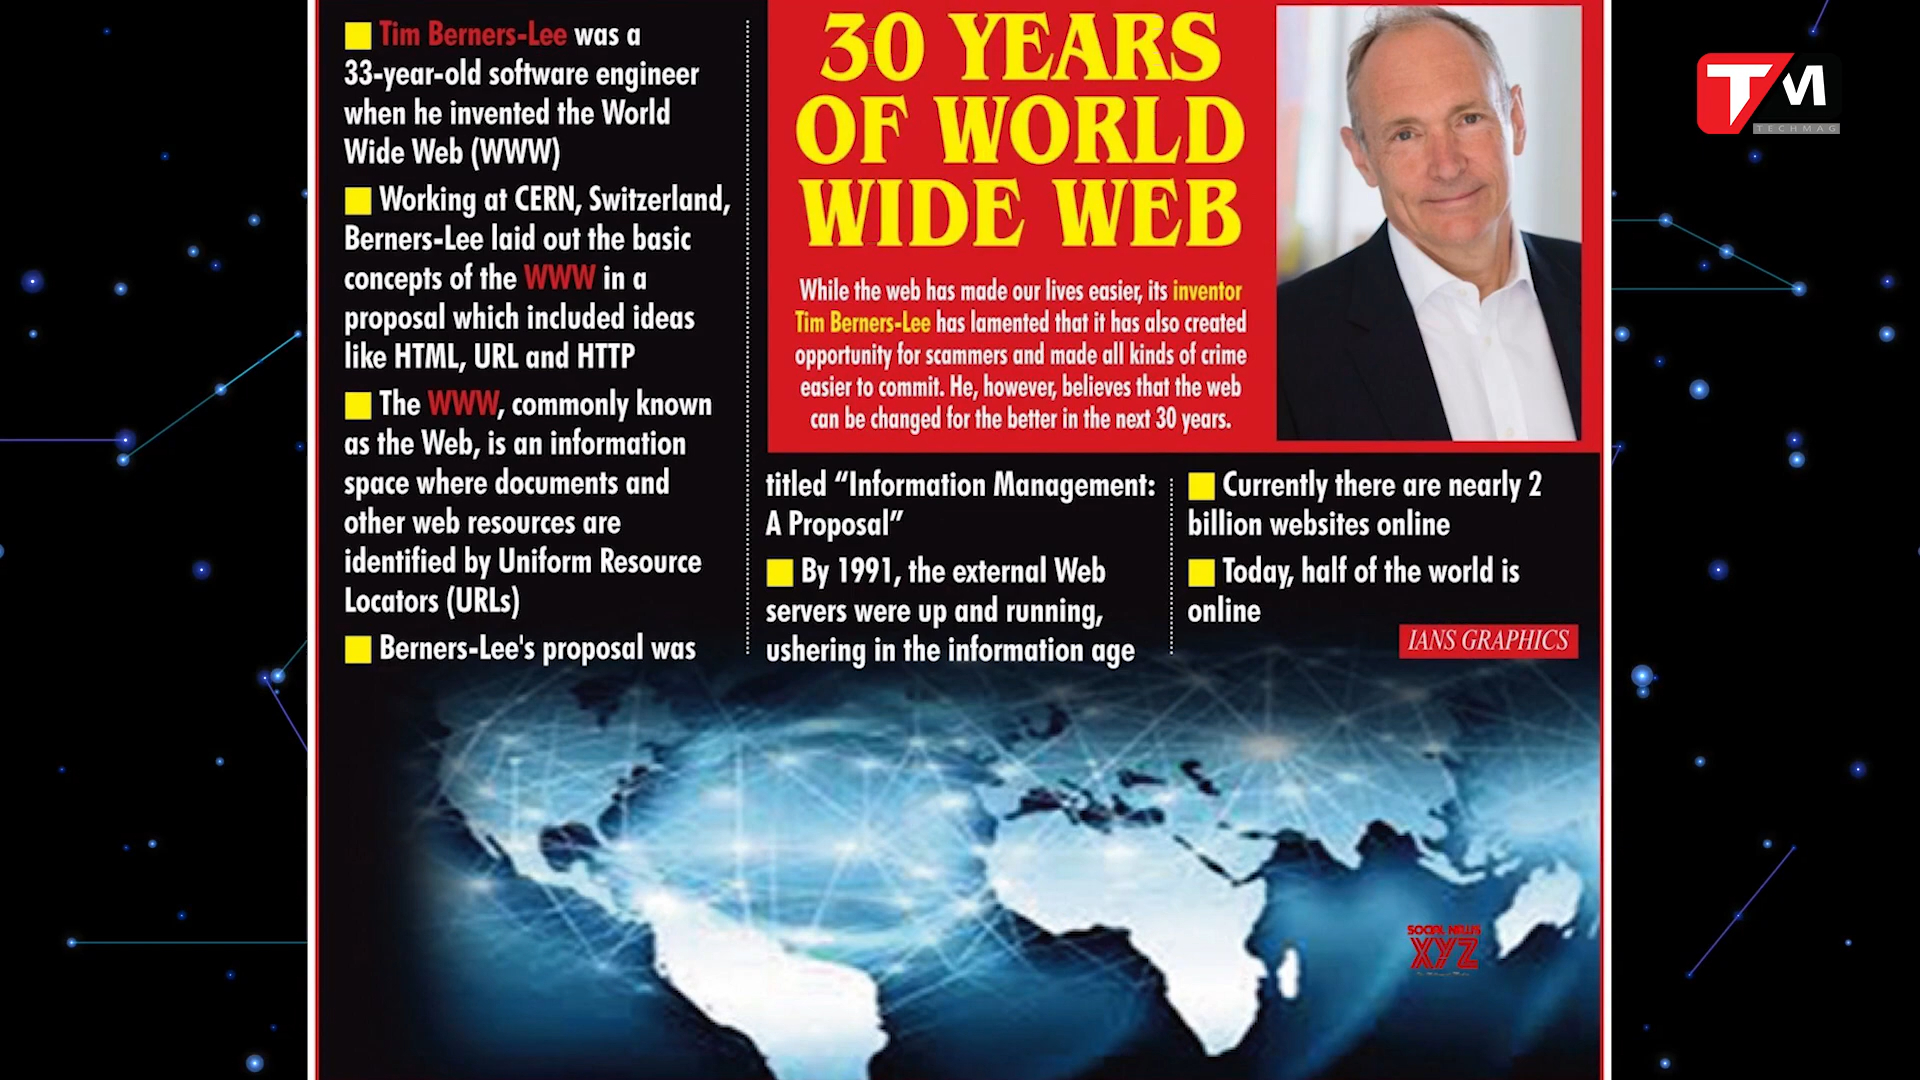 Tim Berners-Lee was a
33-year-old software engineer
when he invented the World
Wide Web (WWW)
Working at CERN, Switzerland,
Berners-Lee laid out the basic
concepts of the WWW in a
proposal which included ideas
like HTML, URL and HTTP
The WWW, commonly known
as the Web, is an information
space where documents and
other web resources are
identified by Uniform Resource
Locators (URLs)
Berners-Lee's proposal was
30 YEARS
OF WORLD
WIDE WEB
While the web has made our lives easier, its inventor
Tim Berners-Lee has lamented that it has also created
opportunity for scammers and made all kinds of crime
easier to commit. He, however, believes that the web
can be changed for the better in the next 30 years.
titled “Information Management:
A Proposal”
By 1991, the external Web
servers were up and running,
ushering in the information age
Currently there are nearly 2
billion websites online
Today, half of the world is
online
IANS GRAPHICS
SOCIAL NEWS
XYZ
TM
TECHMAG